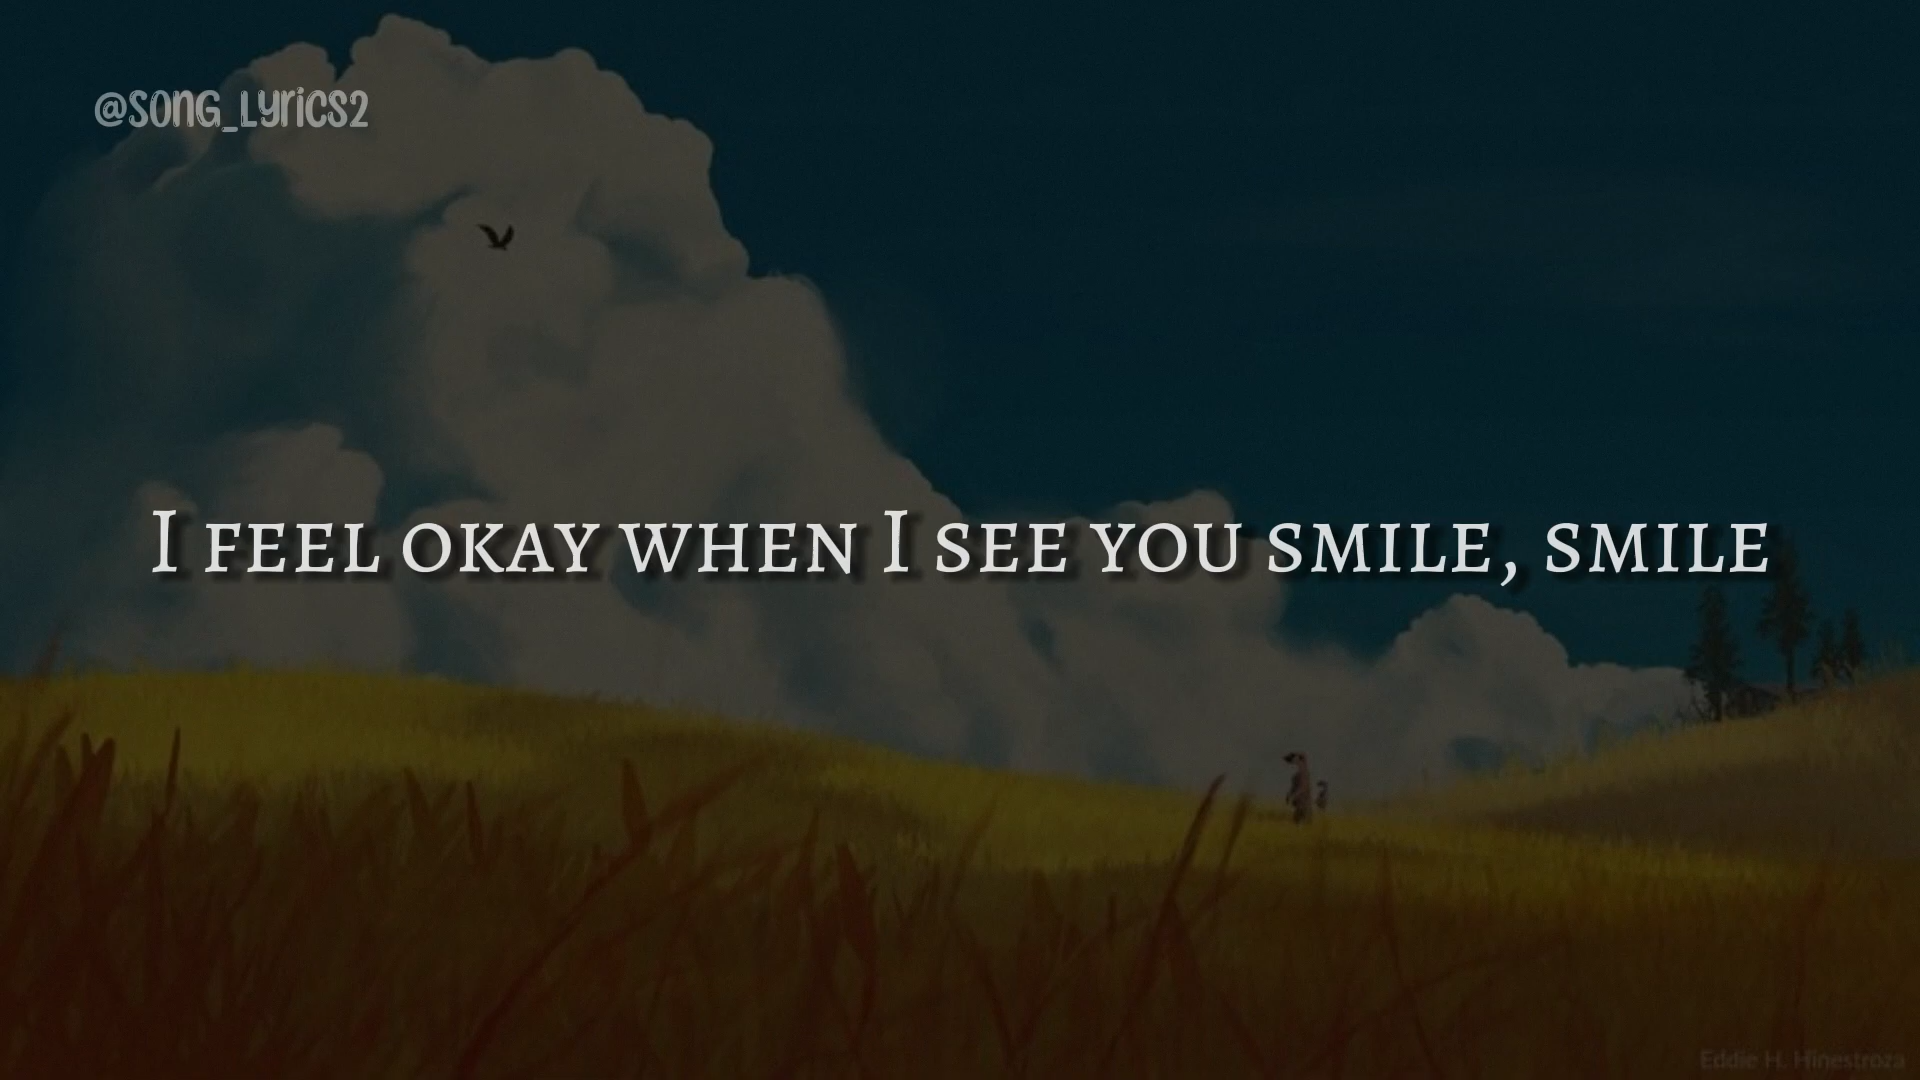 @song_lyrics2
I feel okay when I see you smile, smile
Eddie H. Hinestroza